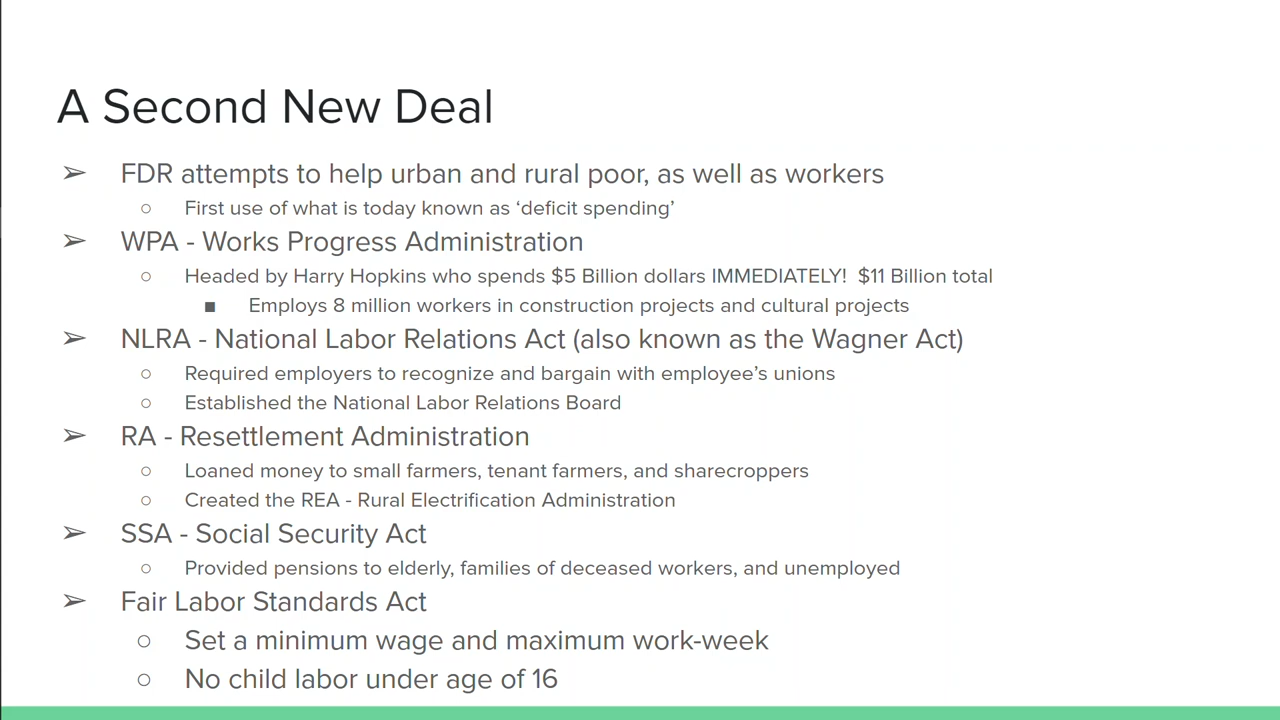 A Second New Deal
➢ FDR attempts to help urban and rural poor, as well as workers
○ First use of what is today known as ‘deficit spending’
➢ WPA - Works Progress Administration
○ Headed by Harry Hopkins who spends $5 Billion dollars IMMEDIATELY!  $11 Billion total
■ Employs 8 million workers in construction projects and cultural projects
➢ NLRA - National Labor Relations Act (also known as the Wagner Act)
○ Required employers to recognize and bargain with employee’s unions
○ Established the National Labor Relations Board
➢ RA - Resettlement Administration
○ Loaned money to small farmers, tenant farmers, and sharecroppers
○ Created the REA - Rural Electrification Administration
➢ SSA - Social Security Act
○ Provided pensions to elderly, families of deceased workers, and unemployed
➢ Fair Labor Standards Act
○ Set a minimum wage and maximum work-week
○ No child labor under age of 16